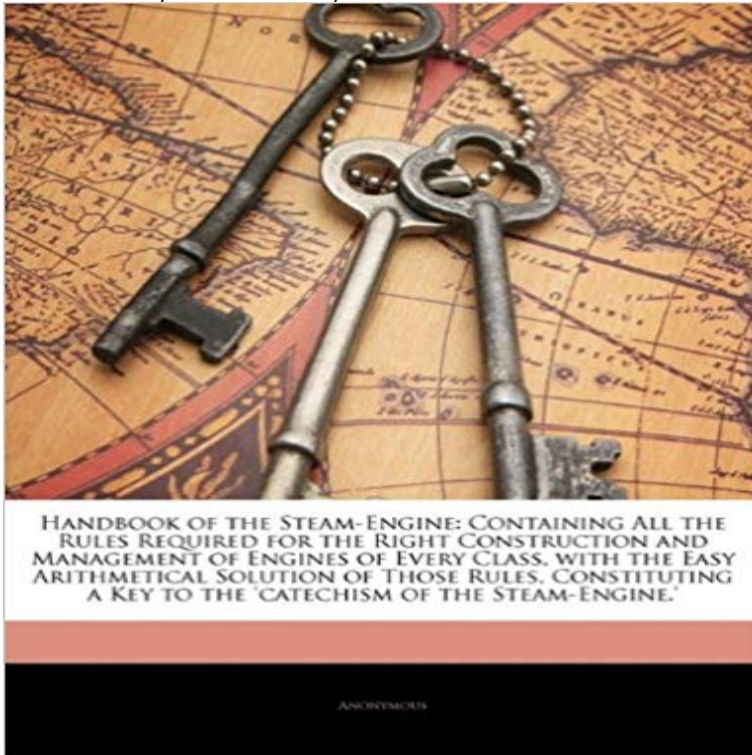 HANDBOOK OF THE STEAM-ENGINE: CONTAINING ALL THE
RULES REQUIRED FOR THE RIGHT CONSTRUCTION AND
MANAGEMENT OF ENGINES OF EVERY CLASS, WITH THE EASY
ARITHMETICAL SOLUTION OF THOSE RULES. CONSTITUTING
A KEY TO THE 'CATECHISM OF THE STEAM-ENGINE.'
ANONYMOUS